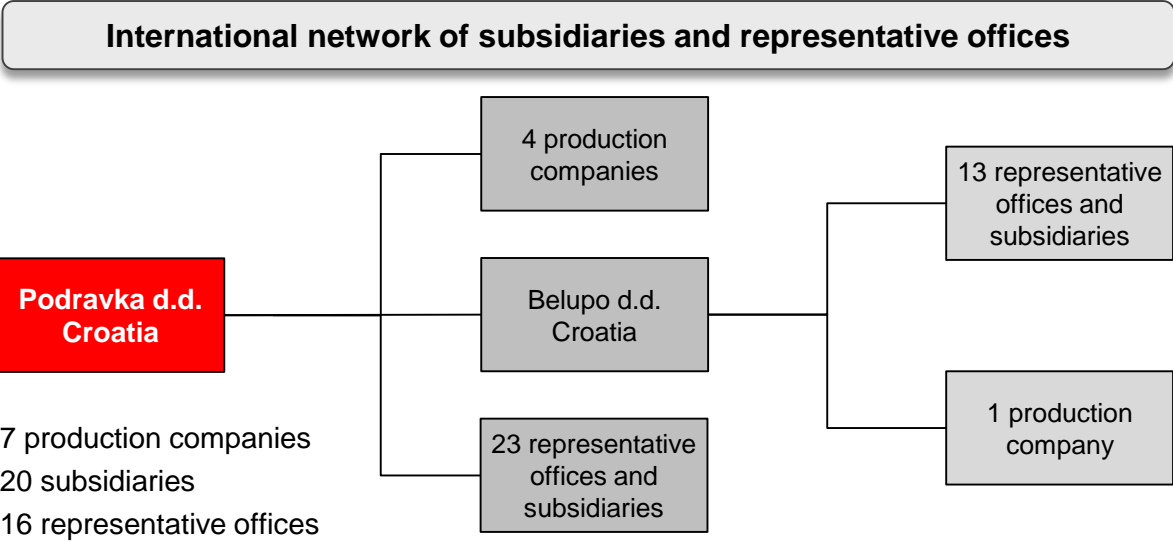 International network of subsidiaries and representative offices
4 production
companies
13 representative
offices and
subsidiaries
Podravka d.d.
Croatia
Belupo d.d.
Croatia
1 production
company
23 representative
offices and
subsidiaries
7 production companies
20 subsidiaries
16 representative offices